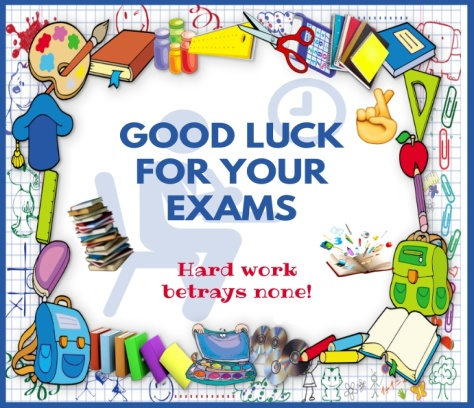 GOOD LUCK
FOR YOUR
EXAMS
Hard work
betrays none!